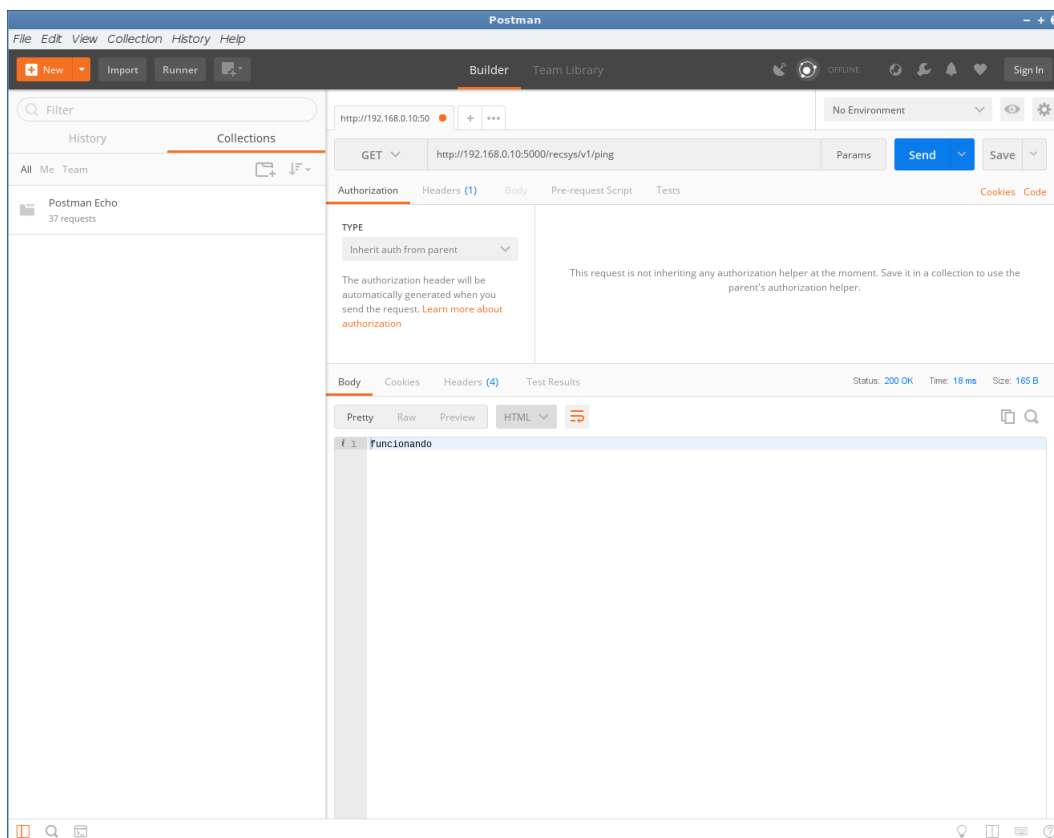 Postman
File Edit View Collection History Help
New Import Runner Builder Team Library OFFLINE Sign In
Filter
History Collections
All Me Team
Postman Echo
37 requests
http://192.168.0.10:50 + ••• No Environment
GET http://192.168.0.10:5000/recsys/v1/ping Params Send Save
Authorization Headers (1) Body Pre-request Script Tests Cookies Code
TYPE
Inherit auth from parent
The authorization header will be
automatically generated when you
send the request. Learn more about
authorization
This request is not inheriting any authorization helper at the moment. Save it in a collection to use the
parent's authorization helper.
Body Cookies Headers (4) Test Results Status: 200 OK Time: 18 ms Size: 165 B
Pretty Raw Preview HTML
i 1 funcionando